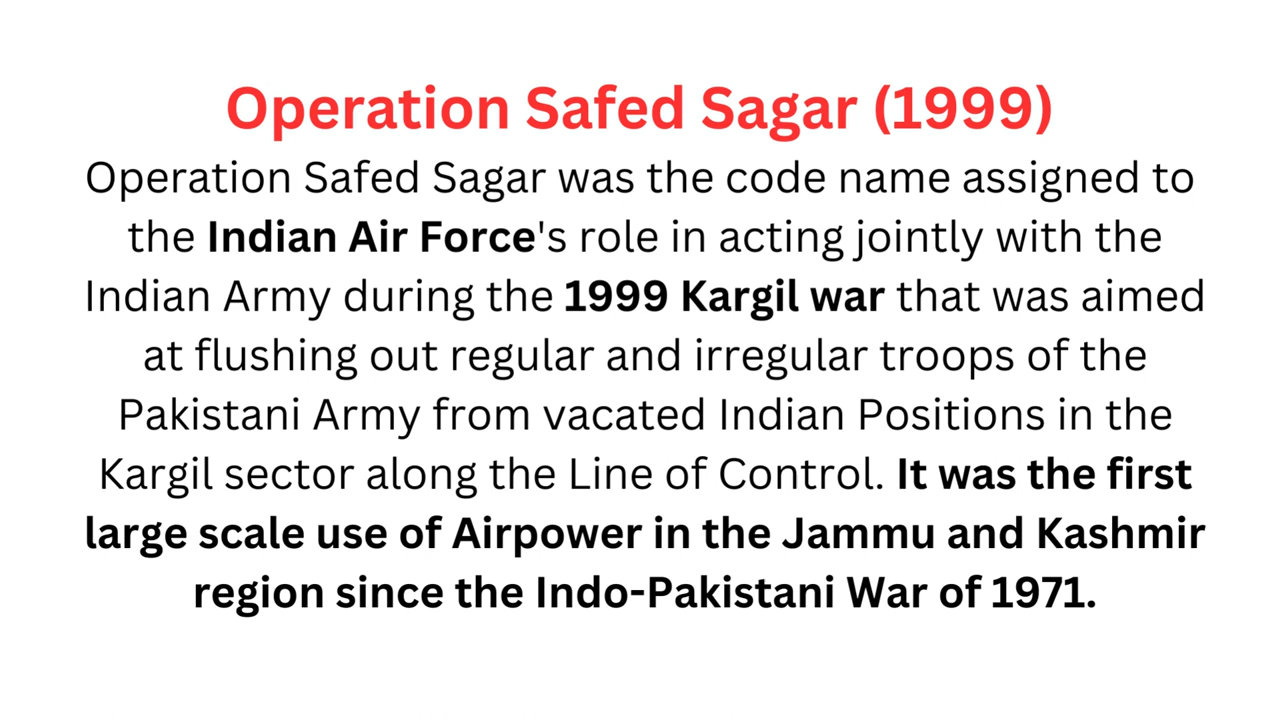 Operation Safed Sagar (1999)
Operation Safed Sagar was the code name assigned to
the Indian Air Force's role in acting jointly with the
Indian Army during the 1999 Kargil war that was aimed
at flushing out regular and irregular troops of the
Pakistani Army from vacated Indian Positions in the
Kargil sector along the Line of Control. It was the first
large scale use of Airpower in the Jammu and Kashmir
region since the Indo-Pakistani War of 1971.